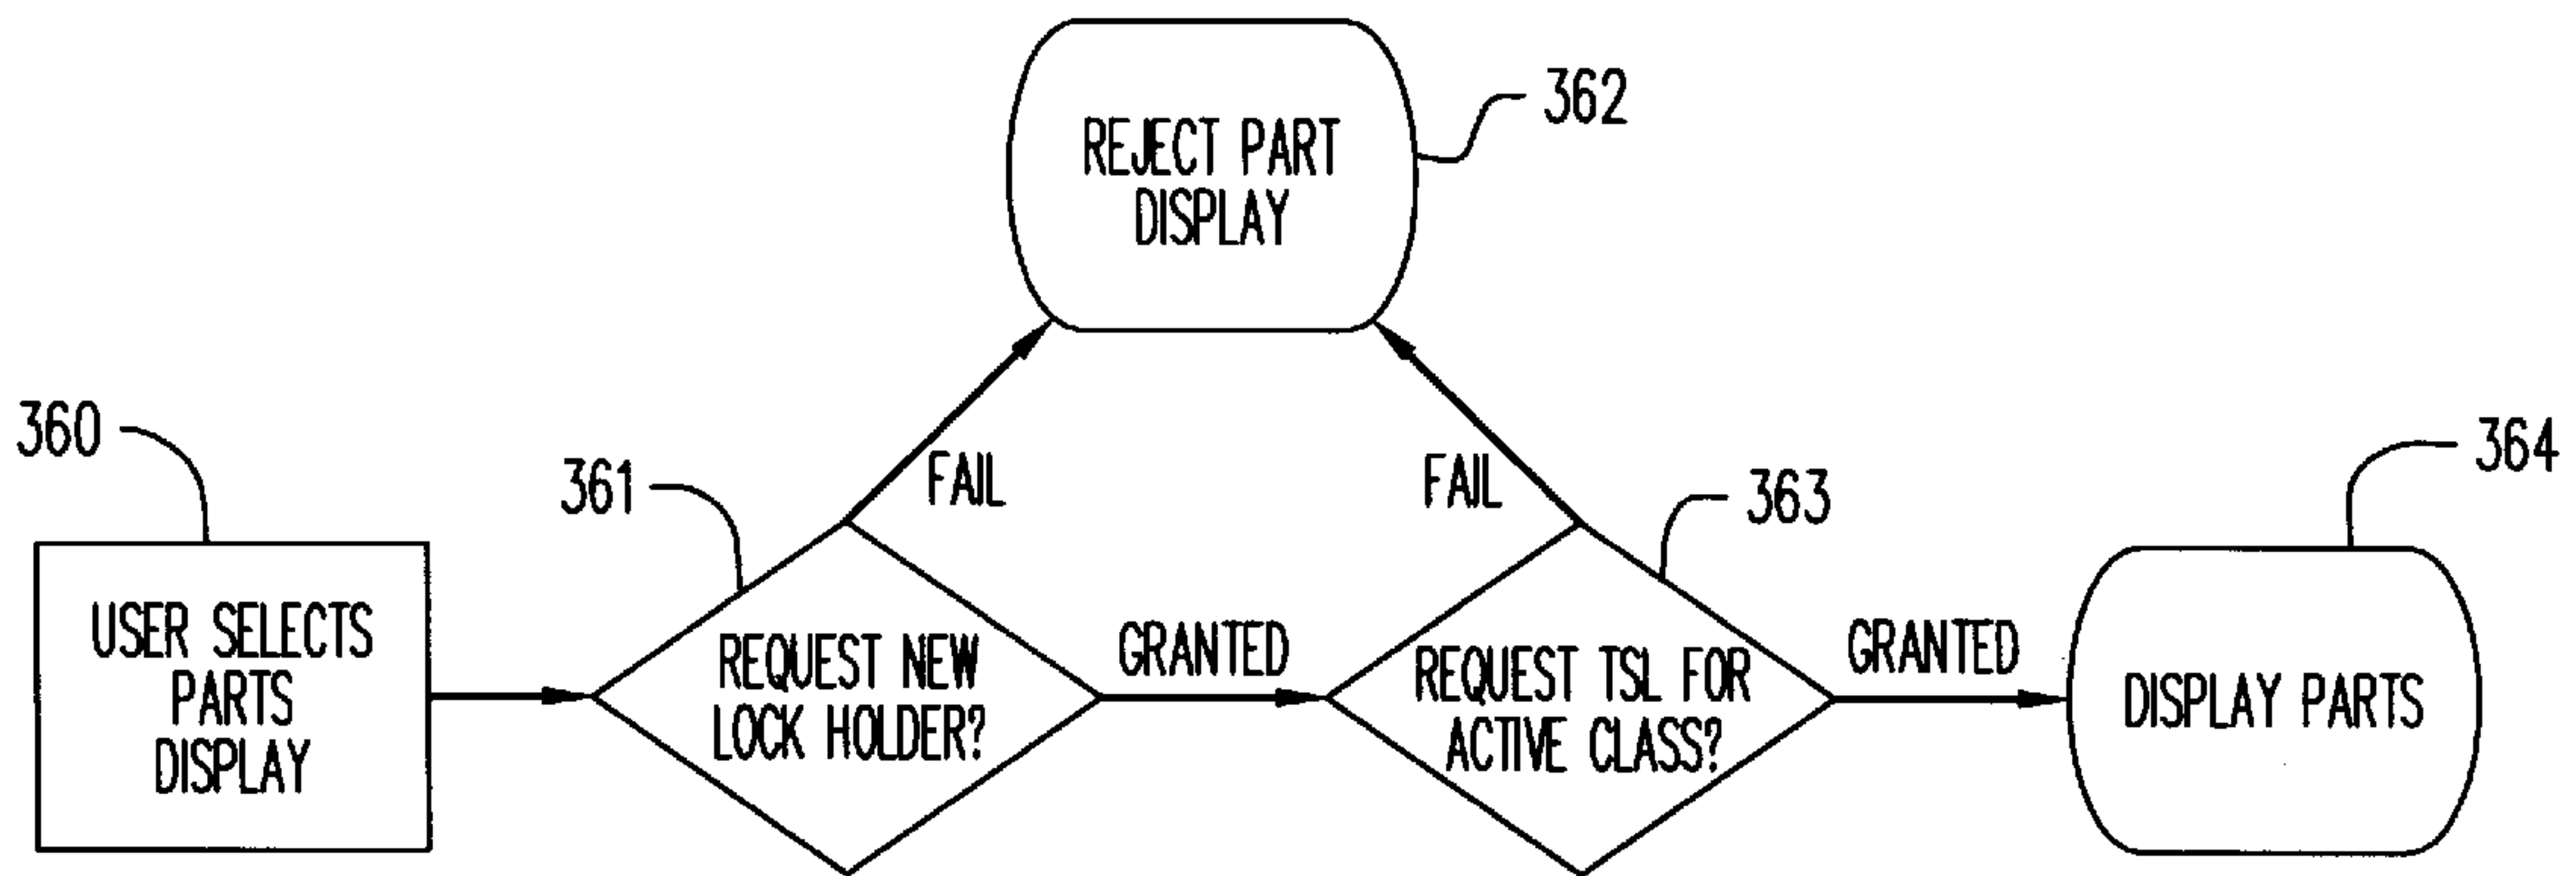 362
REJECT PART
DISPLAY
360
361
FAIL
FAIL
363
364
USER SELECTS
PARTS
DISPLAY
REQUEST NEW
LOCK HOLDER?
GRANTED
REQUEST TSL FOR
ACTIVE CLASS?
GRANTED
DISPLAY PARTS